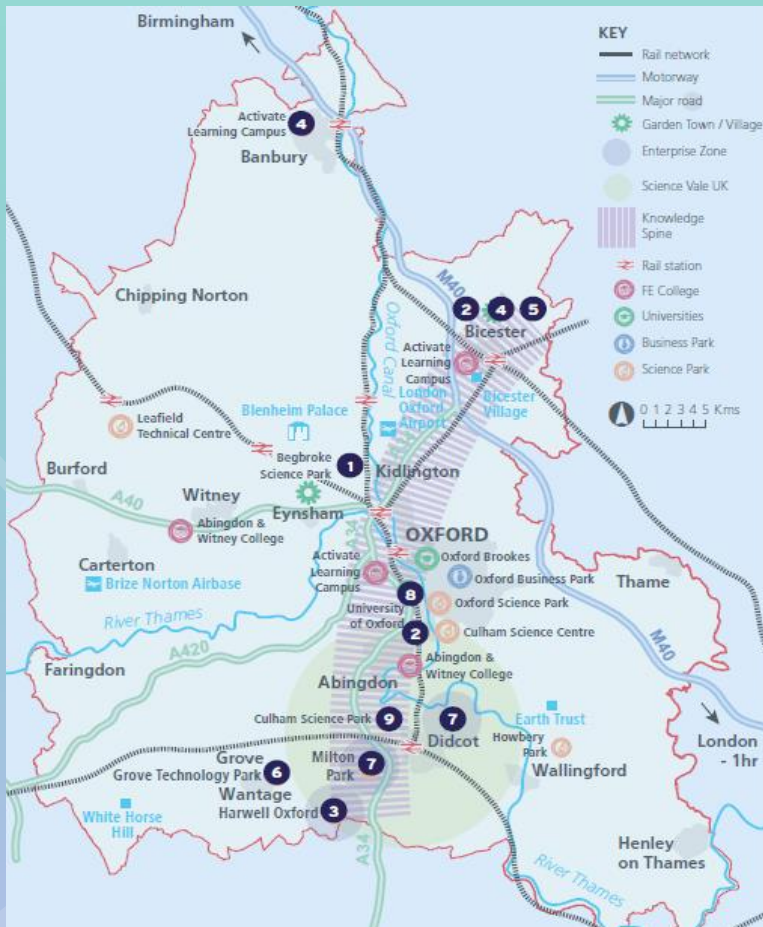 Birmingham
KEY
Rail network
Motorway
Major road
Garden Town / Village
Enterprise Zone
Science Vale UK
Knowledge
Spine
Rail station
FE College
Universities
Business Park
Science Park
0 1 2 3 4 5 Kms
Activate
Learning Campus
4
Banbury
M40
Chipping Norton
Oxford Canal
2
4
5
Bicester
Activate
Learning
Campus
Bicester
Village
London
Oxford
Airport
Leafield
Technical Centre
Blenheim Palace
Begbroke
Science Park
1
Kidlington
Burford
A40
Witney
Eynsham
Abingdon &
Witney College
A34
OXFORD
Oxford Brookes
Oxford Business Park
Activate
Learning
Campus
8
Oxford Science Park
University
of Oxford
2
Culham Science Centre
Carterton
Brize Norton Airbase
River Thames
Thame
M40
A420
Faringdon
Abingdon &
Witney College
Abingdon
Culham Science Park
9
7
Didcot
Earth Trust
Howbery
Park
Wallingford
London
- 1hr
Grove
Grove Technology Park
6
Milton
Park
7
Wantage
Harwell Oxford
3
White Horse
Hill
A34
Henley
on Thames
River Thames